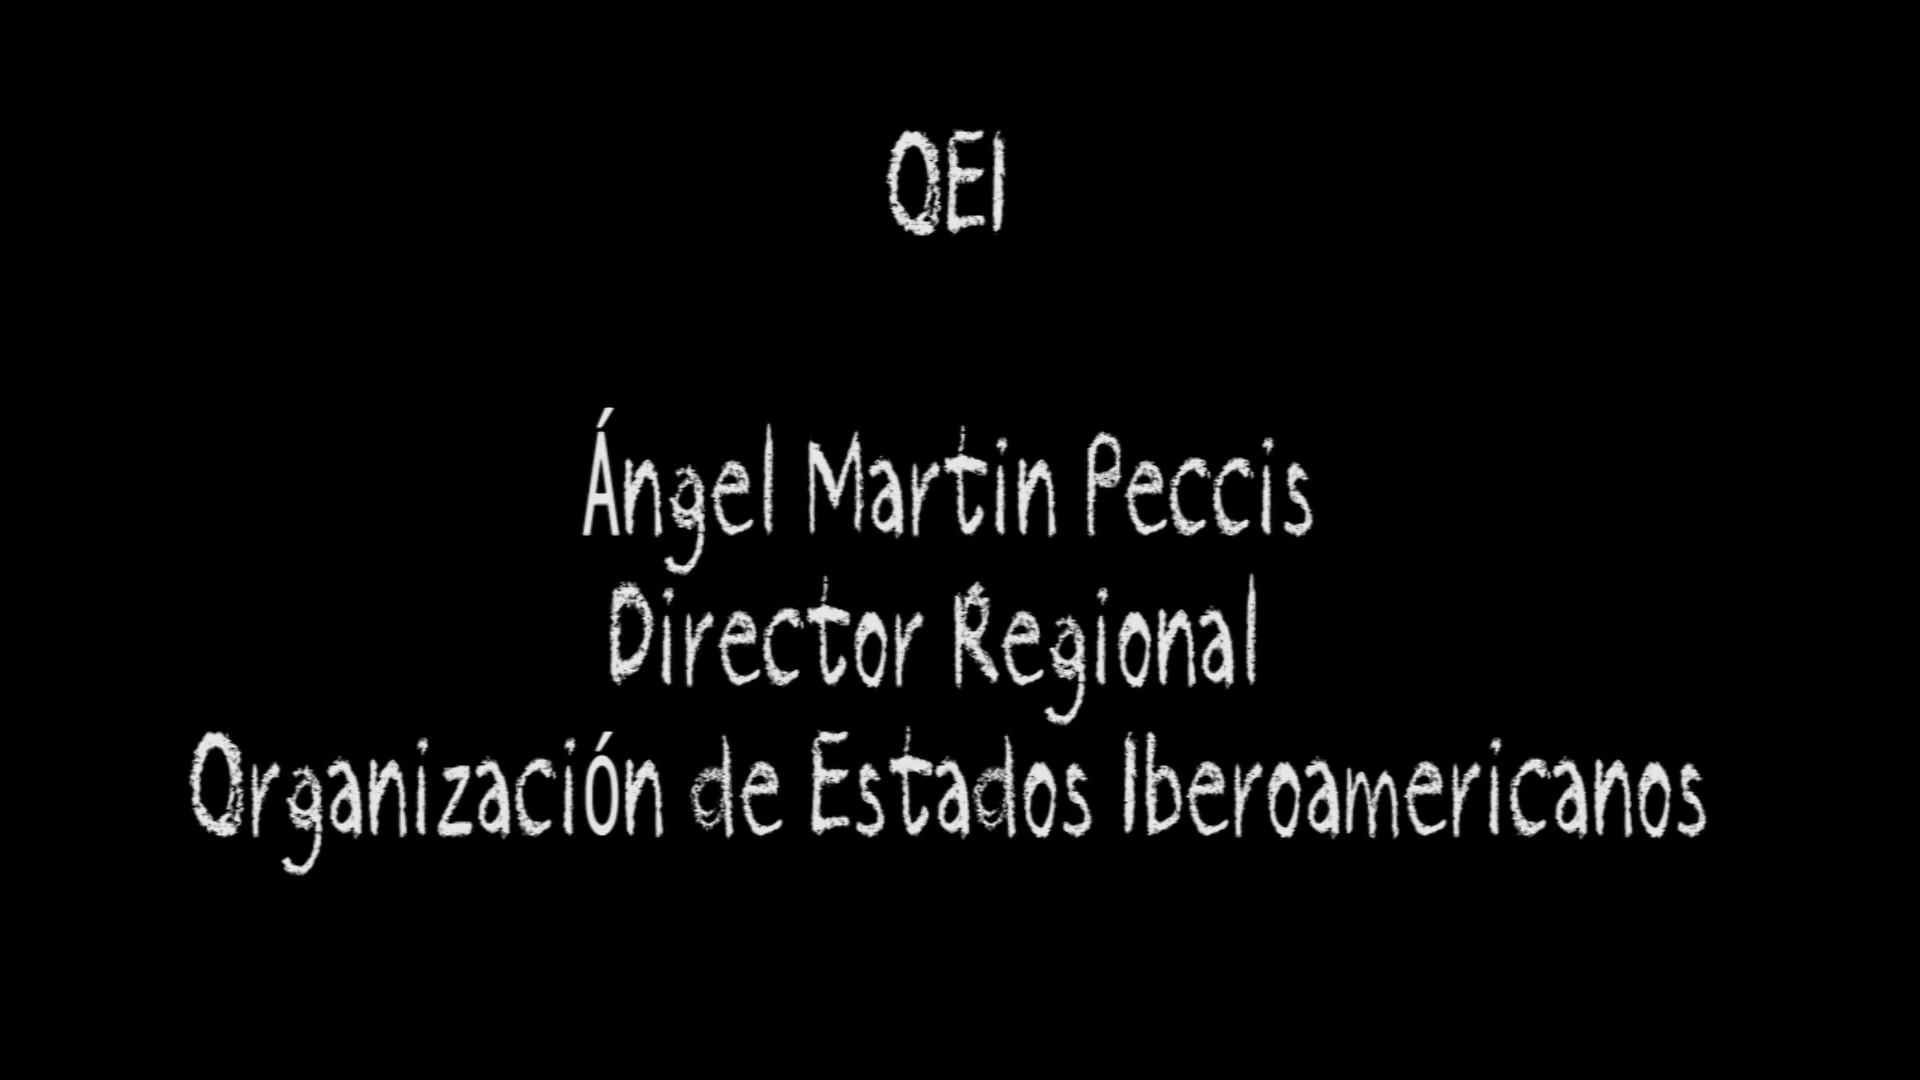 OEI
Ángel Martin Peccis
Director Regional
Organización de Estados Iberoamericanos